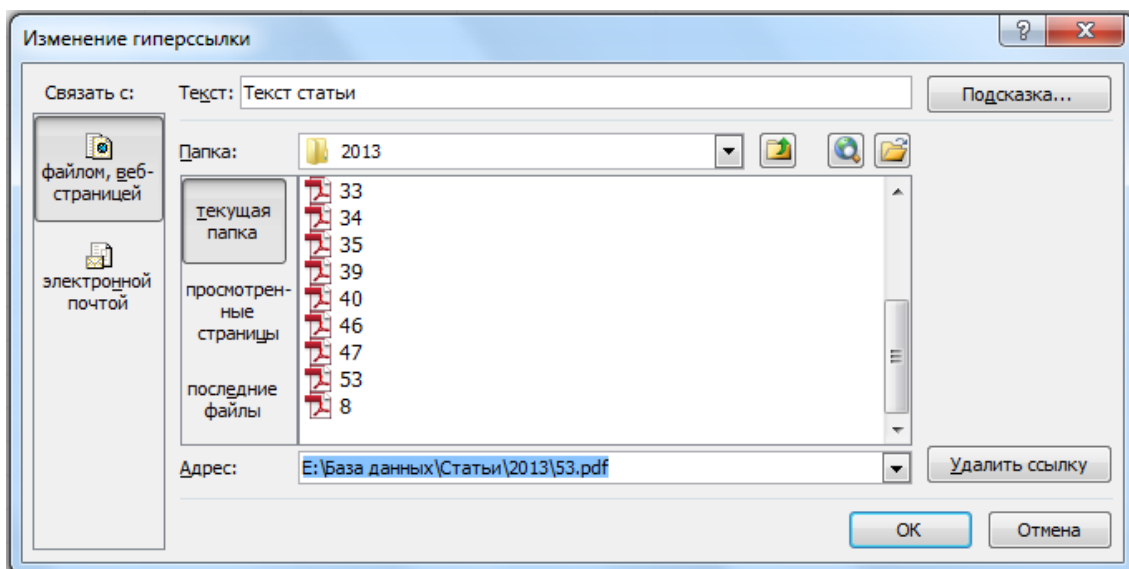 Изменение гиперссылки
Связать с:
Текст: Текст статьи
Подсказка...
файлом, веб-
страницей
электронной
почтой
Папка:
2013
текущая
папка
просмотрен-
ные
страницы
последние
файлы
33
34
35
39
40
46
47
53
8
Адрес:
E:\База данных\Статьи\2013\53.pdf
Удалить ссылку
ОК
Отмена